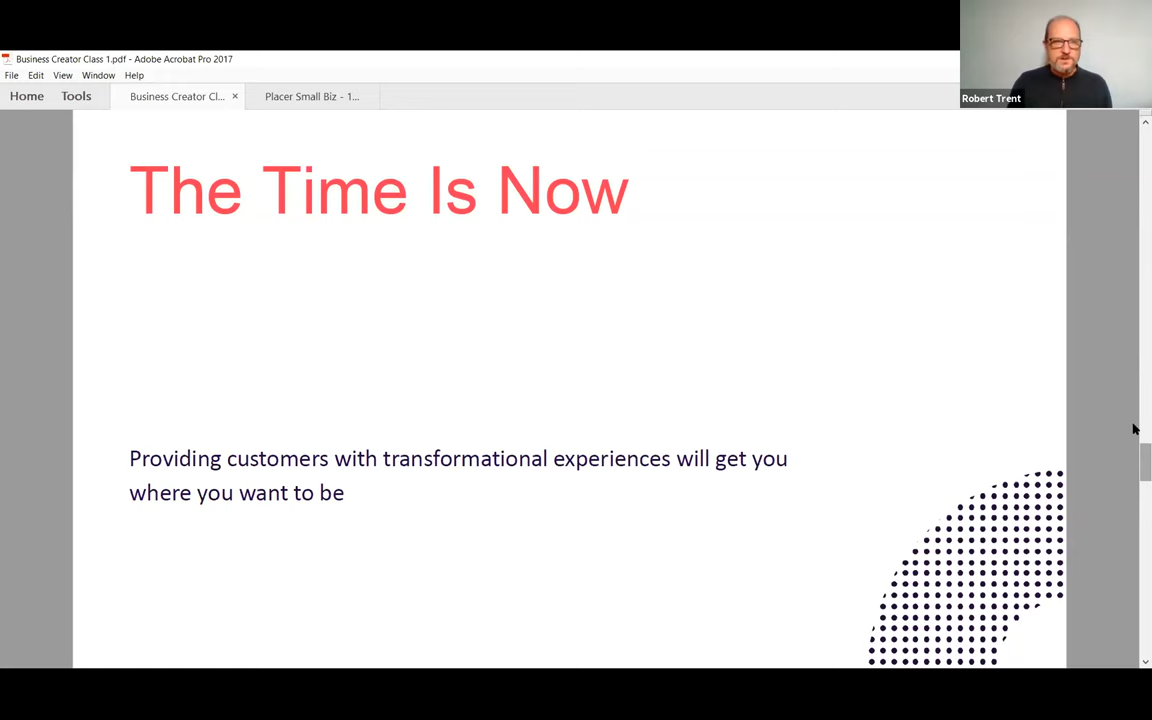 Business Creator Class 1.pdf - Adobe Acrobat Pro 2017
File Edit View Window Help
Home Tools Business Creator Cl... × Placer Small Biz - 1...
Robert Trent
The Time Is Now
Providing customers with transformational experiences will get you
where you want to be